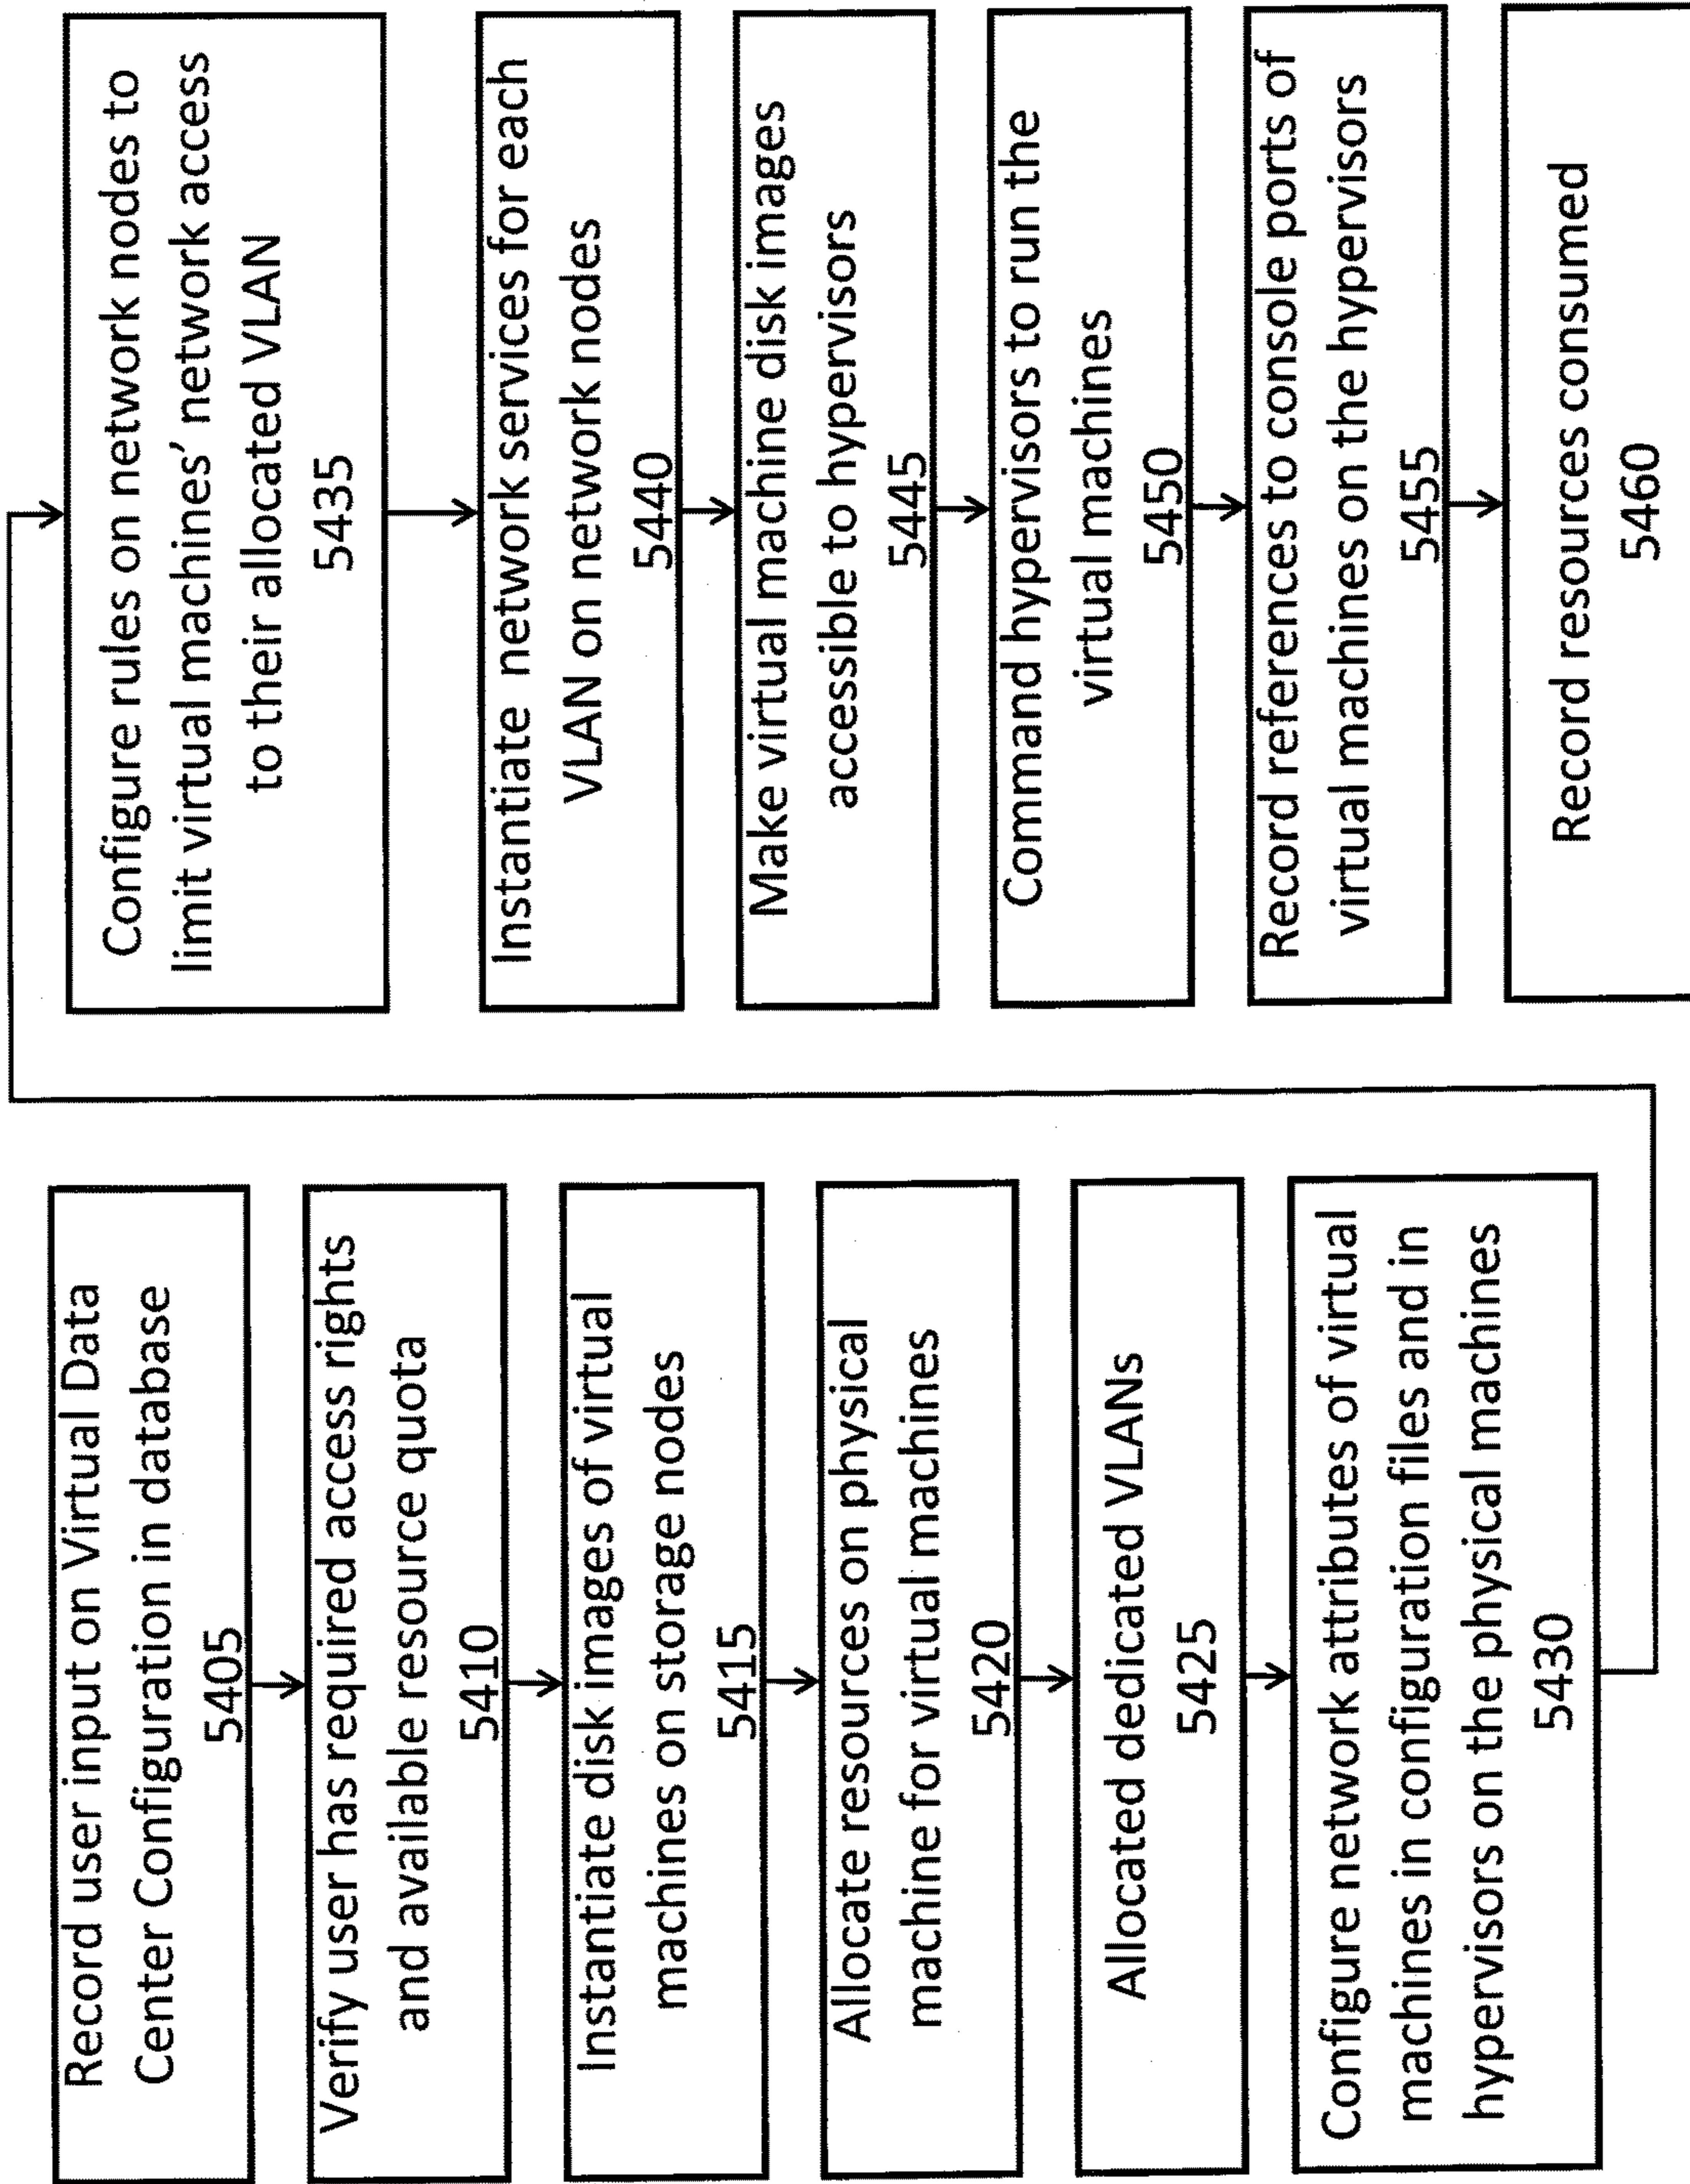 Record user input on Virtual Data
Center Configuration in database
5405
Verify user has required access rights
and available resource quota
5410
Instantiate disk images of virtual
machines on storage nodes
5415
Allocate resources on physical
machine for virtual machines
5420
Allocated dedicated VLANs
5425
Configure network attributes of virtual
machines in configuration files and in
hypervisors on the physical machines
5430
Configure rules on network nodes to
limit virtual machines’ network access
to their allocated VLAN
5435
Instantiate network services for each
VLAN on network nodes
5440
Make virtual machine disk images
accessible to hypervisors
5445
Command hypervisors to run the
virtual machines
5450
Record references to console ports of
virtual machines on the hypervisors
5455
Record resources consumed
5460